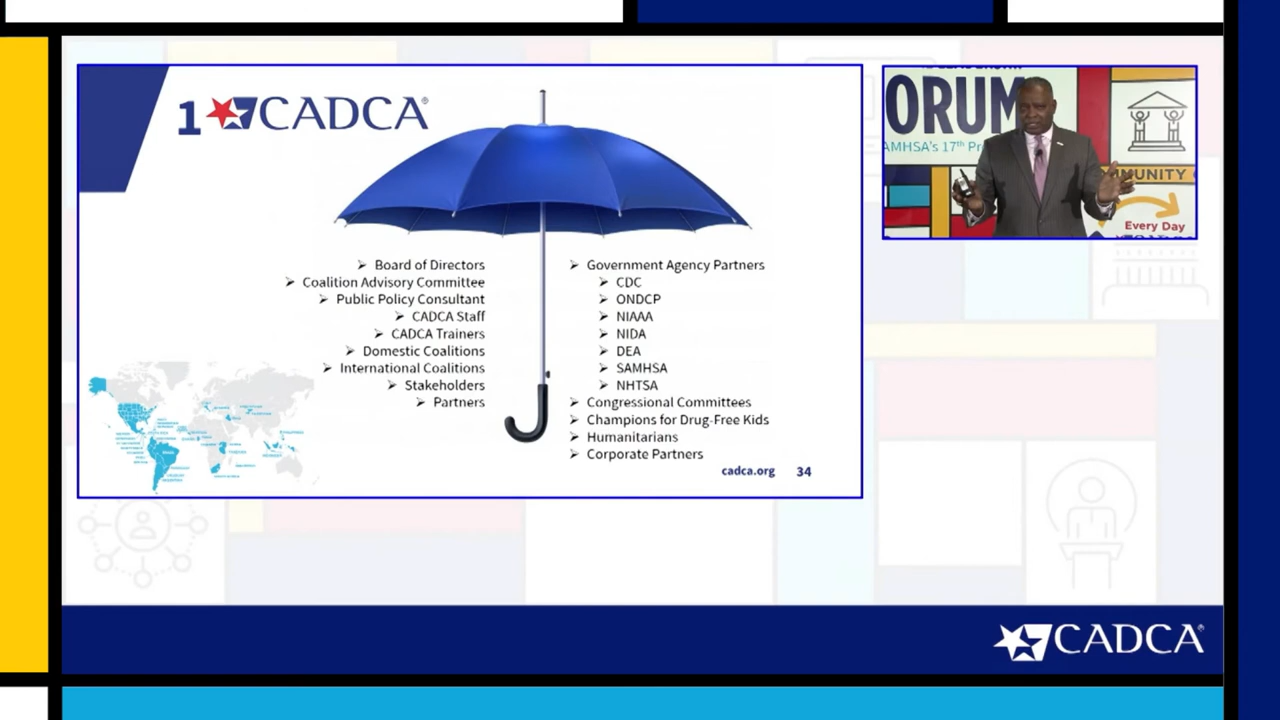 1 CADCA®
Board of Directors
Coalition Advisory Committee
Public Policy Consultant
CADCA Staff
CADCA Trainers
Domestic Coalitions
International Coalitions
Stakeholders
Partners
Government Agency Partners
CDC
ONDCP
NIAAA
NIDA
DEA
SAMHSA
NHTSA
Congressional Committees
Champions for Drug-Free Kids
Humanitarians
Corporate Partners
cadca.org 34
ORUM
AMHSA's 17th Pr
MUNITY
Every Day
CADCA®